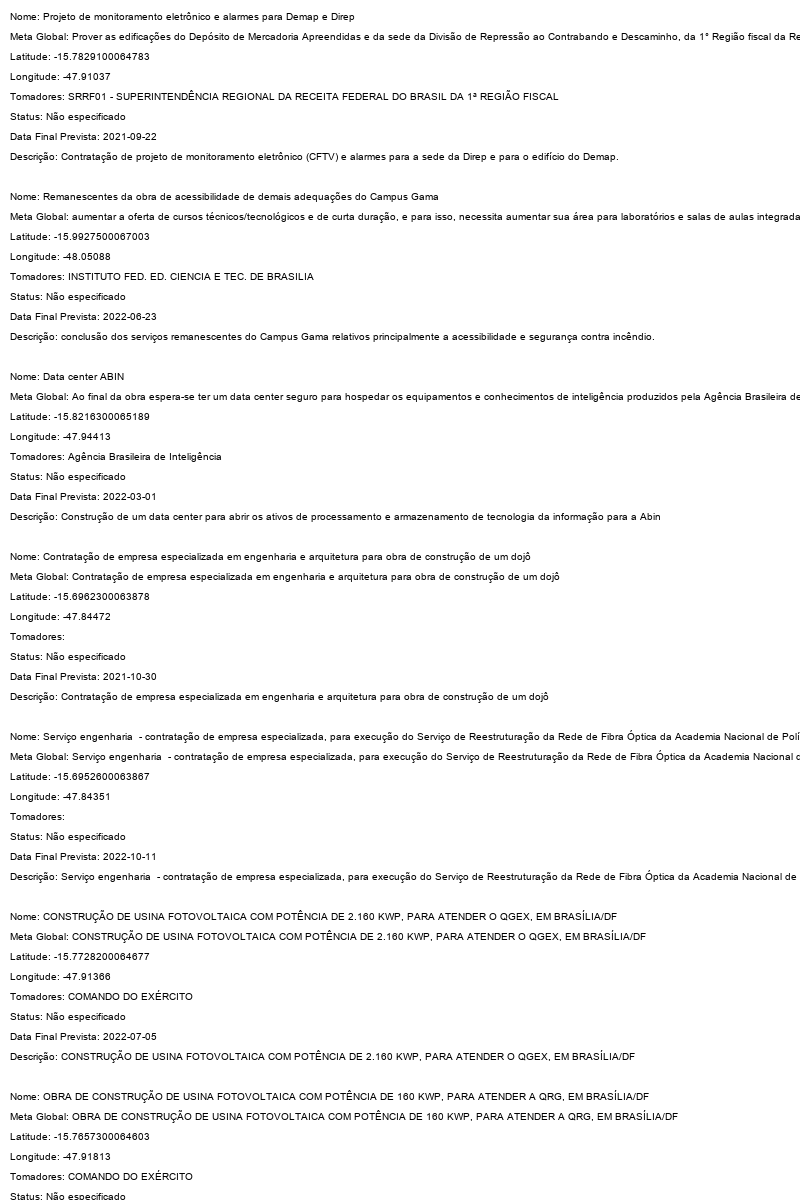 Nome: Projeto de monitoramento eletrônico e alarmes para Demap e Direp
Meta Global: Prover as edificações do Depósito de Mercadoria Apreendidas e da sede da Divisão de Repressão ao Contrabando e Descaminho, da 1° Região fiscal da Re
Latitude: -15.7829100064783
Longitude: -47.91037
Tomadores: SRRF01 - SUPERINTENDÊNCIA REGIONAL DA RECEITA FEDERAL DO BRASIL DA 1ª REGIÃO FISCAL
Status: Não especificado
Data Final Prevista: 2021-09-22
Descrição: Contratação de projeto de monitoramento eletrônico (CFTV) e alarmes para a sede da Direp e para o edifício do Demap.
Nome: Remanescentes da obra de acessibilidade de demais adequações do Campus Gama
Meta Global: aumentar a oferta de cursos técnicos/tecnológicos e de curta duração, e para isso, necessita aumentar sua área para laboratórios e salas de aulas integrada
Latitude: -15.9927500067003
Longitude: -48.05088
Tomadores: INSTITUTO FED. ED. CIENCIA E TEC. DE BRASILIA
Status: Não especificado
Data Final Prevista: 2022-06-23
Descrição: conclusão dos serviços remanescentes do Campus Gama relativos principalmente a acessibilidade e segurança contra incêndio.
Nome: Data center ABIN
Meta Global: Ao final da obra espera-se ter um data center seguro para hospedar os equipamentos e conhecimentos de inteligência produzidos pela Agência Brasileira de
Latitude: -15.8216300065189
Longitude: -47.94413
Tomadores: Agência Brasileira de Inteligência
Status: Não especificado
Data Final Prevista: 2022-03-01
Descrição: Construção de um data center para abrir os ativos de processamento e armazenamento de tecnologia da informação para a Abin
Nome: Contratação de empresa especializada em engenharia e arquitetura para obra de construção de um dojô
Meta Global: Contratação de empresa especializada em engenharia e arquitetura para obra de construção de um dojô
Latitude: -15.6962300063878
Longitude: -47.84472
Tomadores:
Status: Não especificado
Data Final Prevista: 2021-10-30
Descrição: Contratação de empresa especializada em engenharia e arquitetura para obra de construção de um dojô
Nome: Serviço engenharia  - contratação de empresa especializada, para execução do Serviço de Reestruturação da Rede de Fibra Óptica da Academia Nacional de Polí
Meta Global: Serviço engenharia  - contratação de empresa especializada, para execução do Serviço de Reestruturação da Rede de Fibra Óptica da Academia Nacional d
Latitude: -15.6952600063867
Longitude: -47.84351
Tomadores:
Status: Não especificado
Data Final Prevista: 2022-10-11
Descrição: Serviço engenharia  - contratação de empresa especializada, para execução do Serviço de Reestruturação da Rede de Fibra Óptica da Academia Nacional de
Nome: CONSTRUÇÃO DE USINA FOTOVOLTAICA COM POTÊNCIA DE 2.160 KWP, PARA ATENDER O QGEX, EM BRASÍLIA/DF
Meta Global: CONSTRUÇÃO DE USINA FOTOVOLTAICA COM POTÊNCIA DE 2.160 KWP, PARA ATENDER O QGEX, EM BRASÍLIA/DF
Latitude: -15.7728200064677
Longitude: -47.91366
Tomadores: COMANDO DO EXÉRCITO
Status: Não especificado
Data Final Prevista: 2022-07-05
Descrição: CONSTRUÇÃO DE USINA FOTOVOLTAICA COM POTÊNCIA DE 2.160 KWP, PARA ATENDER O QGEX, EM BRASÍLIA/DF
Nome: OBRA DE CONSTRUÇÃO DE USINA FOTOVOLTAICA COM POTÊNCIA DE 160 KWP, PARA ATENDER A QRG, EM BRASÍLIA/DF
Meta Global: OBRA DE CONSTRUÇÃO DE USINA FOTOVOLTAICA COM POTÊNCIA DE 160 KWP, PARA ATENDER A QRG, EM BRASÍLIA/DF
Latitude: -15.7657300064603
Longitude: -47.91813
Tomadores: COMANDO DO EXÉRCITO
Status: Não especificado